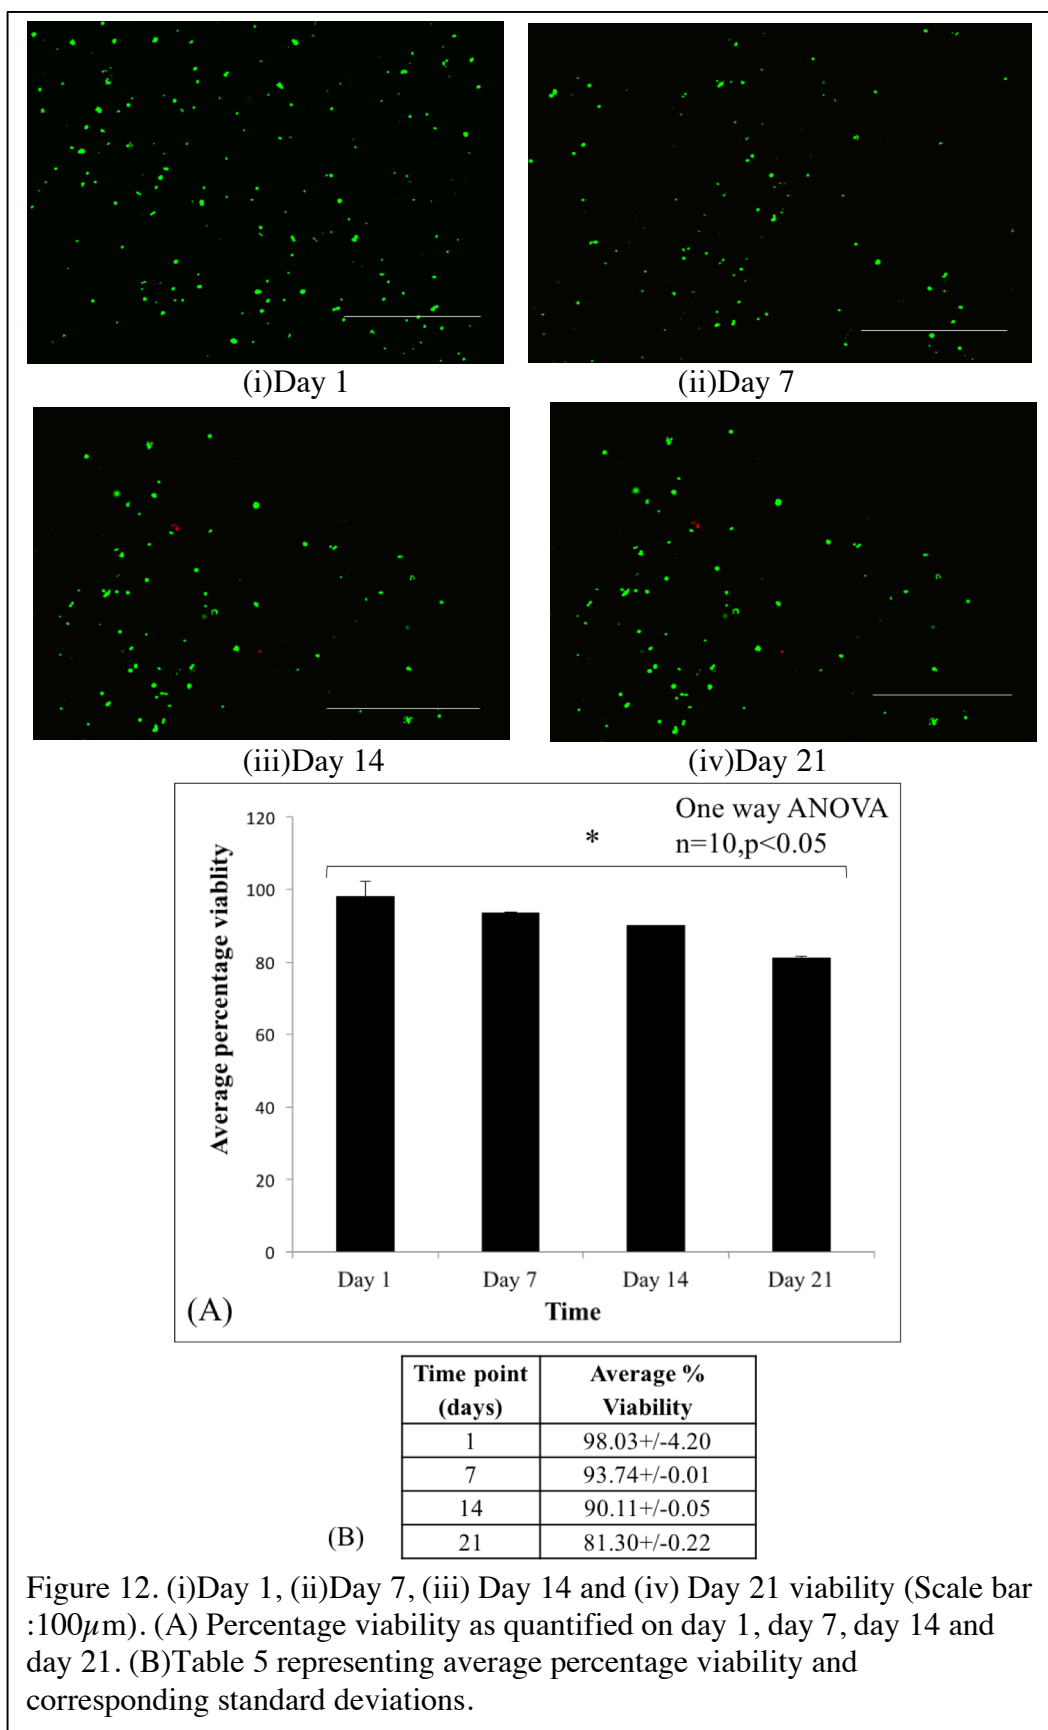 (i)Day 1
(ii)Day 7
(iii)Day 14
(iv)Day 21
One way ANOVA
n=10,p<0.05
*
120
100
80
60
40
20
0
Average percentage viablity
Day 1
Day 7
Day 14
Day 21
Time
(A)
Time point (days) Average % Viability
1 98.03+/-4.20
7 93.74+/-0.01
14 90.11+/-0.05
21 81.30+/-0.22
(B)
Figure 12. (i)Day 1, (ii)Day 7, (iii) Day 14 and (iv) Day 21 viability (Scale bar
:100µm). (A) Percentage viability as quantified on day 1, day 7, day 14 and
day 21. (B)Table 5 representing average percentage viability and
corresponding standard deviations.